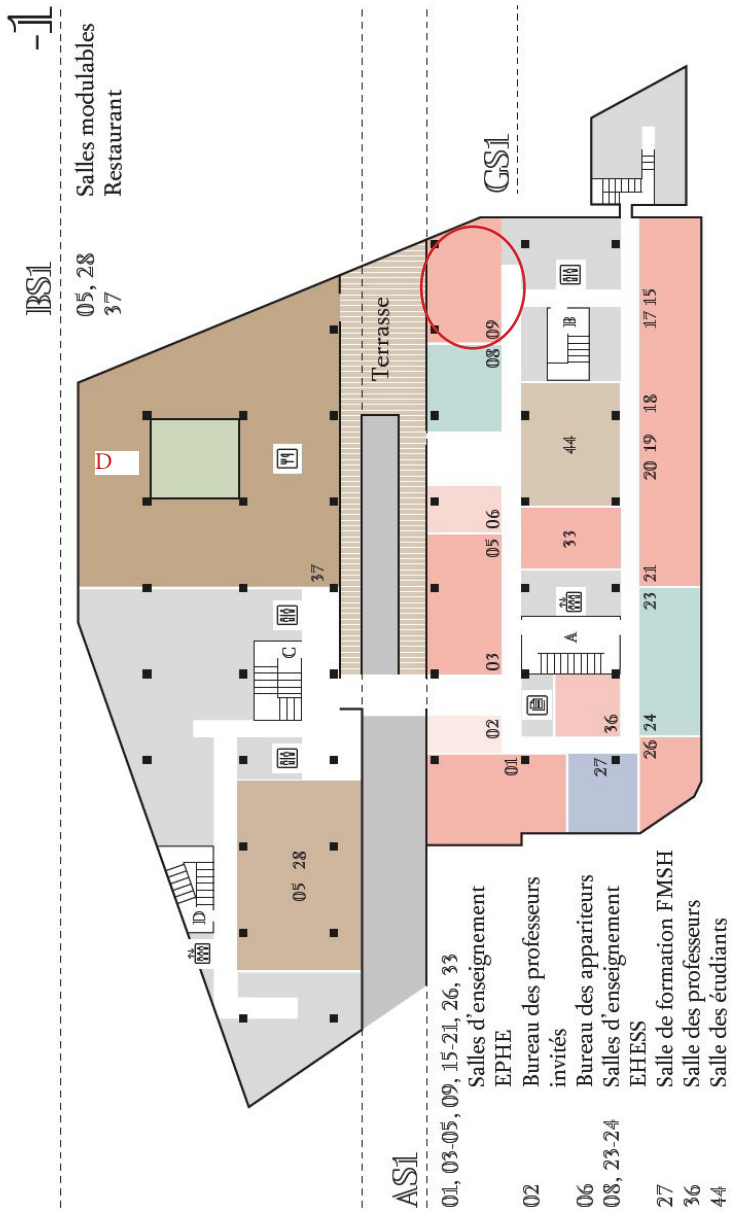 -1
BS1
05, 28 Salles modulables
37 Restaurant
D
37
C
D
05 28
Terrasse
GS1
AS1
01, 03-05, 09, 15-21, 26, 33
Salles d’enseignement
EPHE
02 Bureau des professeurs
invités
06 Bureau des appariteurs
08, 23-24 Salles d’enseignement
EHESS
27 Salle de formation FMSH
36 Salle des professeurs
44 Salle des étudiants
01
02
03
05 06
08 09
27
36
A
33
44
B
26 24
23 21
20 19 18
17 15